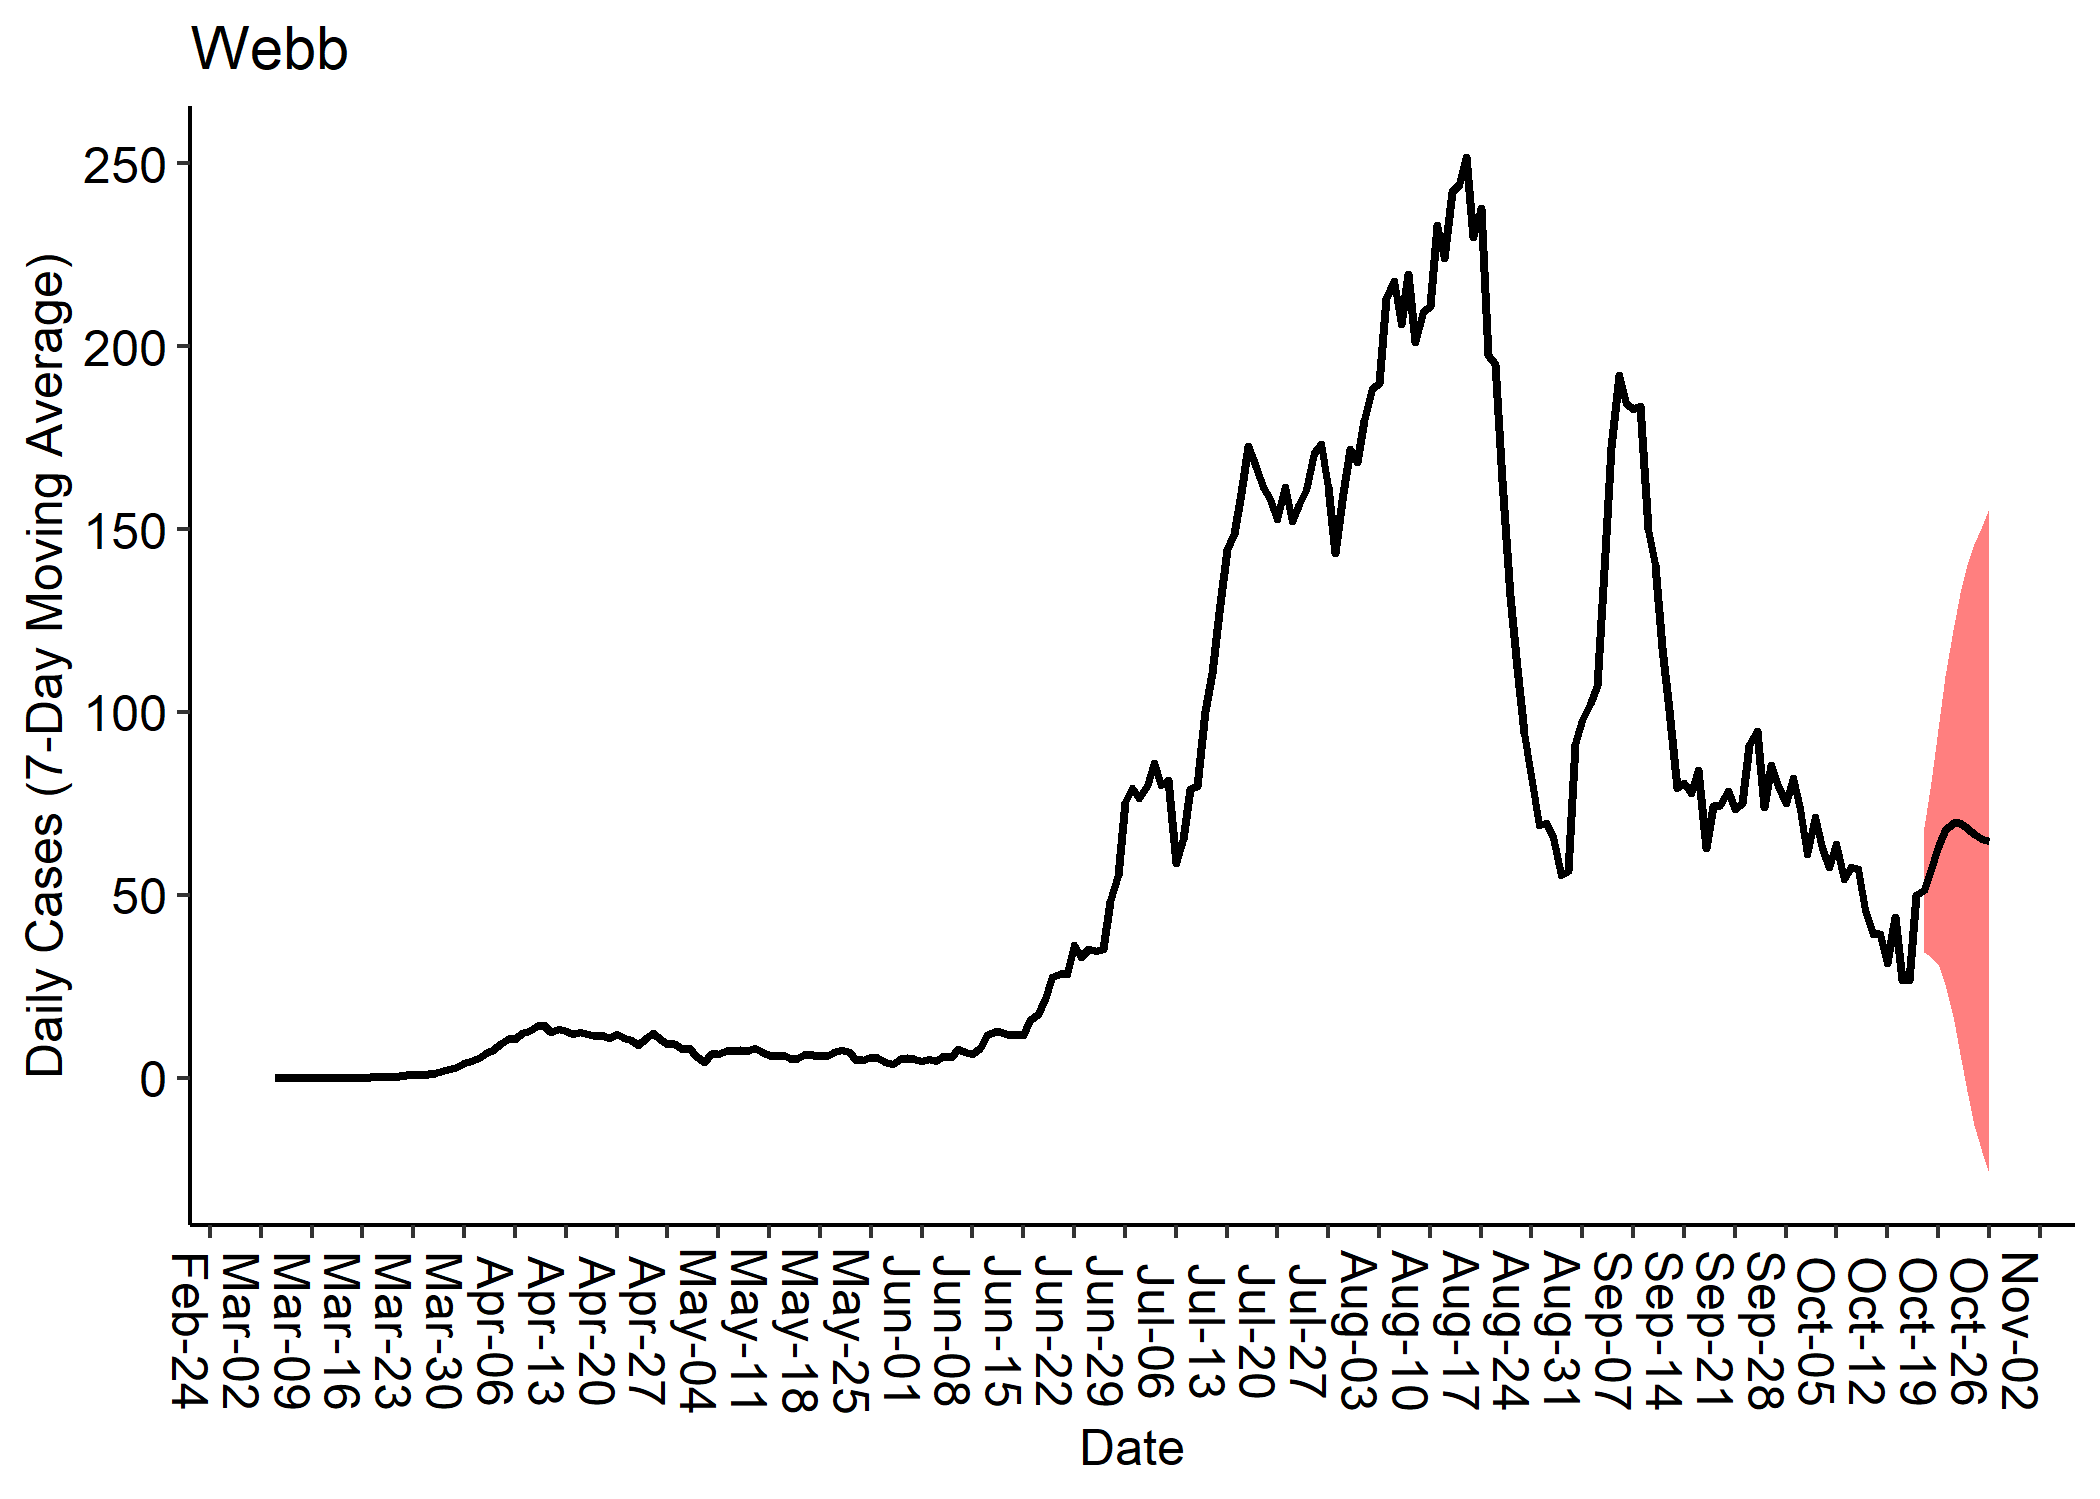 Webb
Daily Cases (7-Day Moving Average)
250
200
150
100
50
0
Feb-24
Mar-02
Mar-09
Mar-16
Mar-23
Mar-30
Apr-06
Apr-13
Apr-20
Apr-27
May-04
May-11
May-18
May-25
Jun-01
Jun-08
Jun-15
Jun-22
Jun-29
Jul-06
Jul-13
Jul-20
Jul-27
Aug-03
Aug-10
Aug-17
Aug-24
Aug-31
Sep-07
Sep-14
Sep-21
Sep-28
Oct-05
Oct-12
Oct-19
Oct-26
Nov-02
Date